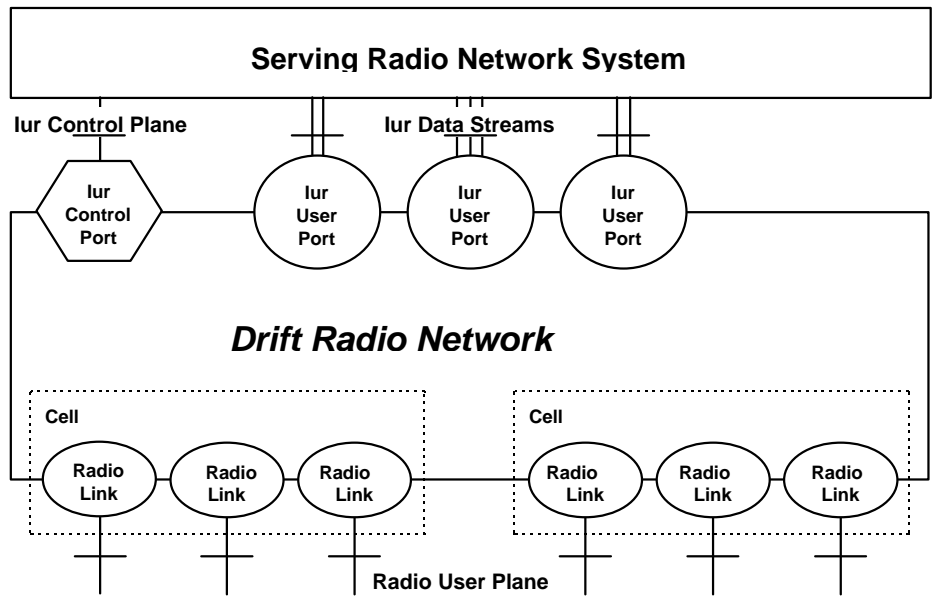 Serving Radio Network System
Iur Control Plane
Iur Data Streams
Iur
Control
Port
Iur
User
Port
Iur
User
Port
Iur
User
Port
Drift Radio Network
Cell
Radio
Link
Radio
Link
Radio
Link
Cell
Radio
Link
Radio
Link
Radio
Link
Radio User Plane